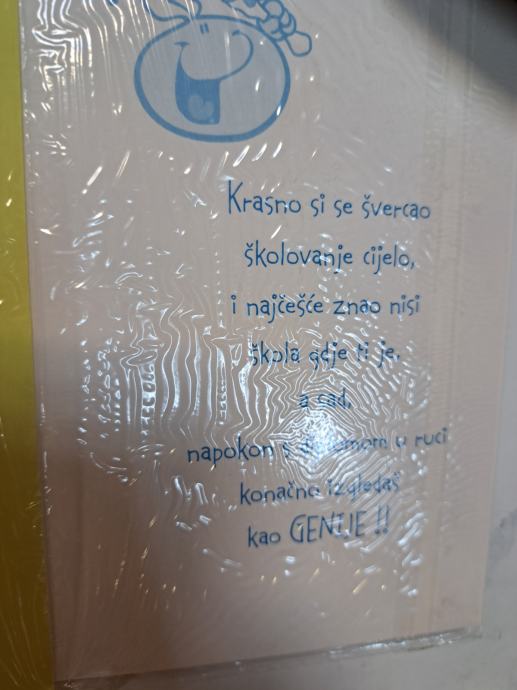 Krasno si se švercao
školovanje cijelo,
i najčešće znao nisi
škola gdje ti je,
a sad,
napokon s diplomom u ruci
konačno izgledaš
kao GENIJE !!